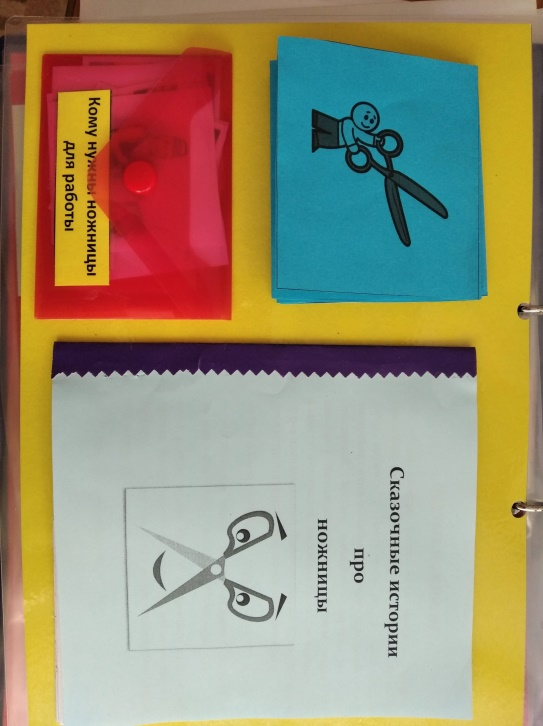 Кому нужны ножницы
для работы
Сказочные истории
про
ножницы